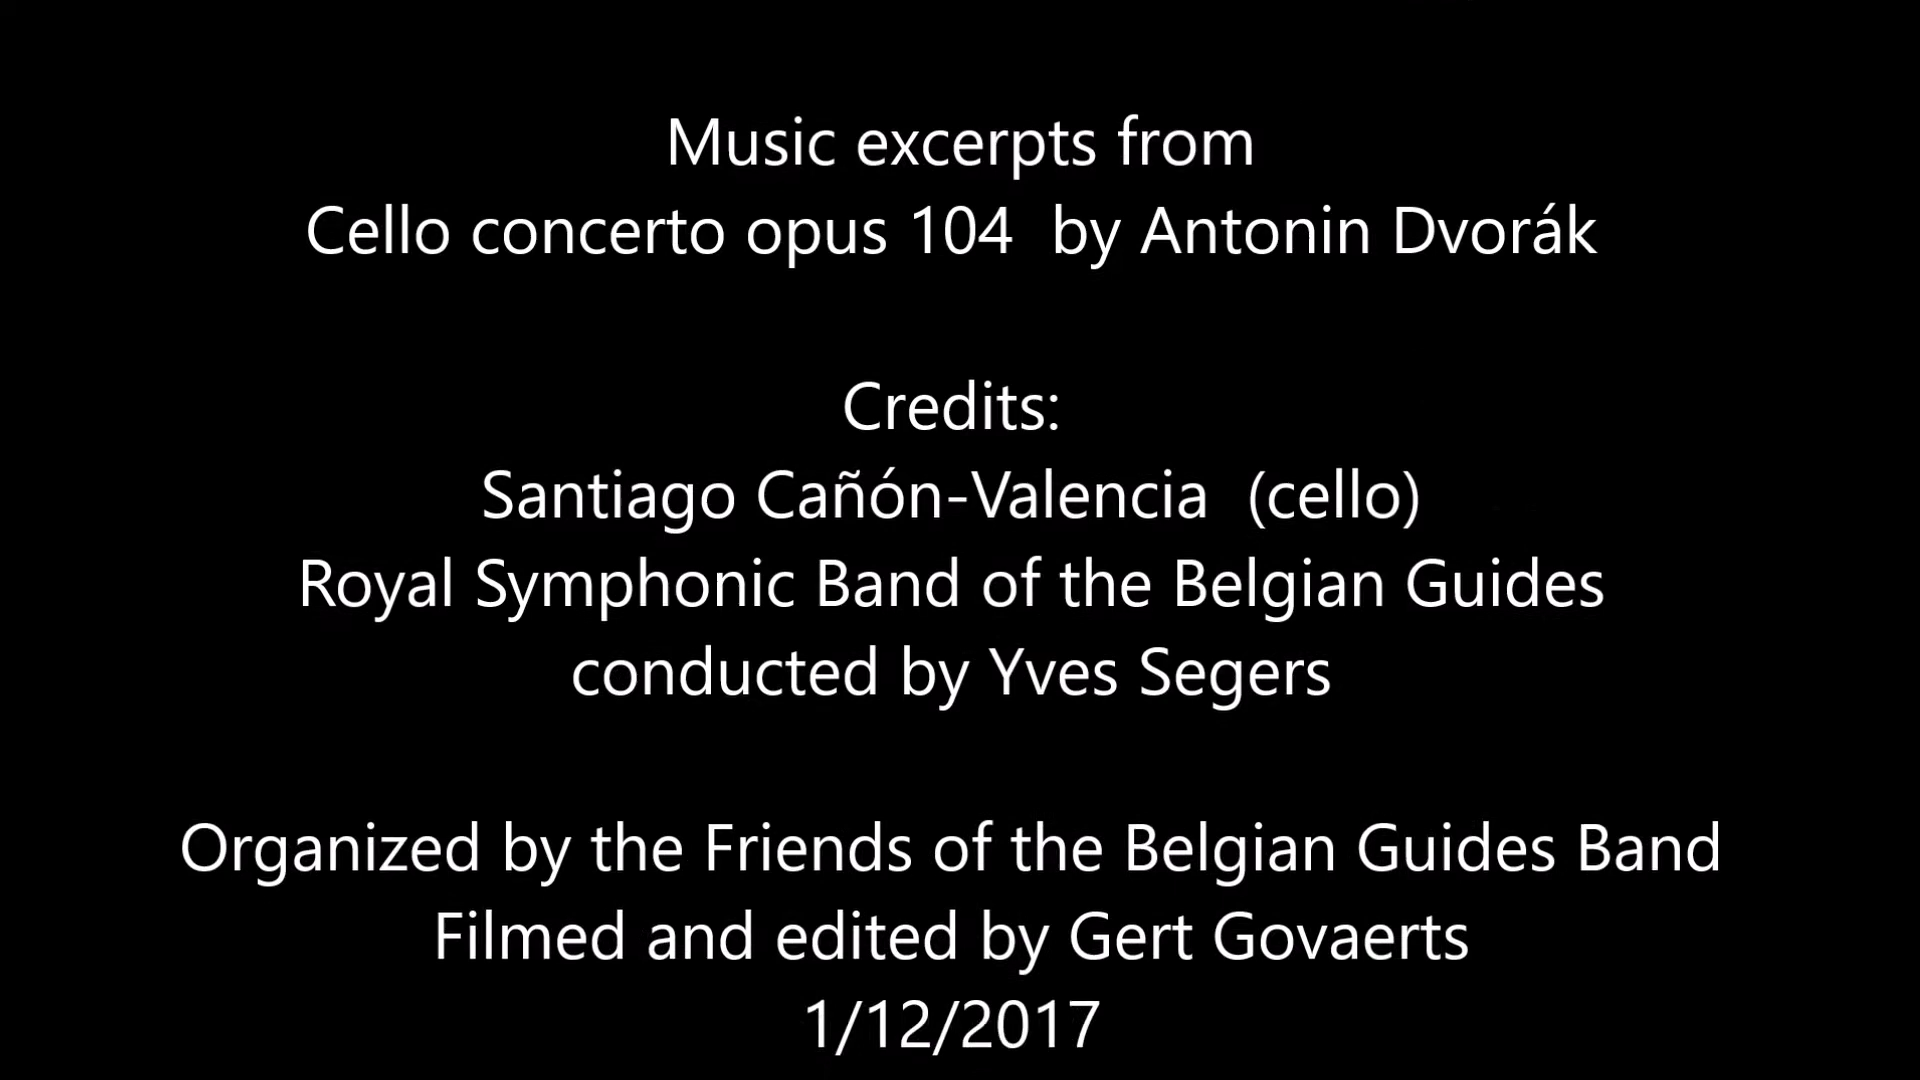 Music excerpts from
Cello concerto opus 104 by Antonin Dvorák
Credits:
Santiago Cañón-Valencia (cello)
Royal Symphonic Band of the Belgian Guides
conducted by Yves Segers
Organized by the Friends of the Belgian Guides Band
Filmed and edited by Gert Govaerts
1/12/2017